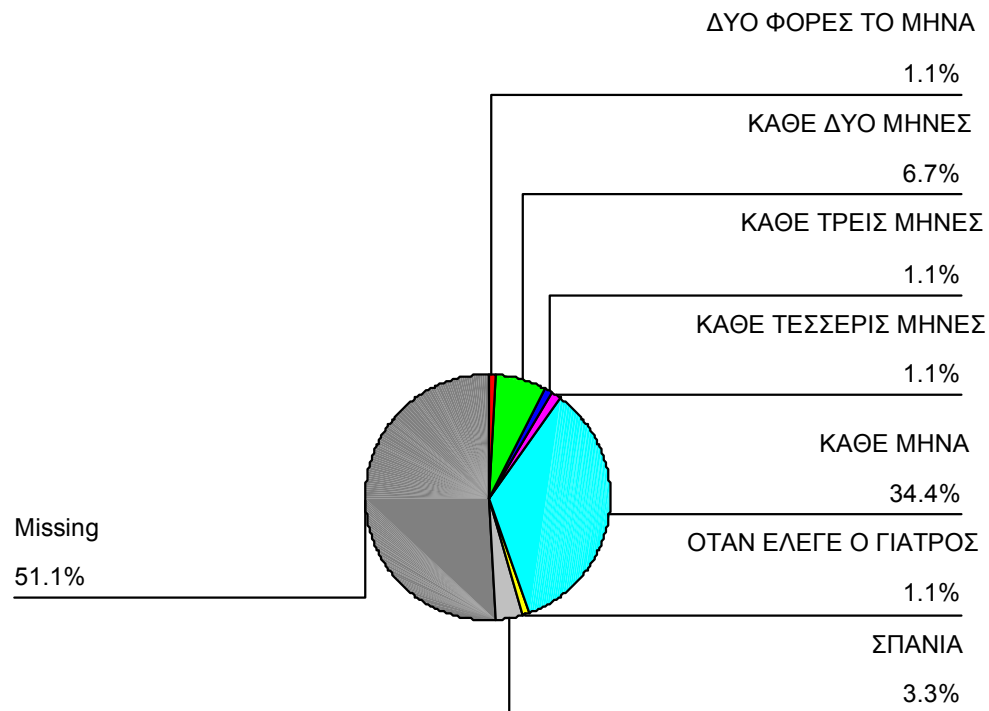 ΔΥΟ ΦΟΡΕΣ ΤΟ ΜΗΝΑ
1.1%
ΚΑΘΕ ΔΥΟ ΜΗΝΕΣ
6.7%
ΚΑΘΕ ΤΡΕΙΣ ΜΗΝΕΣ
1.1%
ΚΑΘΕ ΤΕΣΣΕΡΙΣ ΜΗΝΕΣ
1.1%
ΚΑΘΕ ΜΗΝΑ
34.4%
ΟΤΑΝ ΕΛΕΓΕ Ο ΓΙΑΤΡΟΣ
1.1%
ΣΠΑΝΙΑ
3.3%
Missing
51.1%